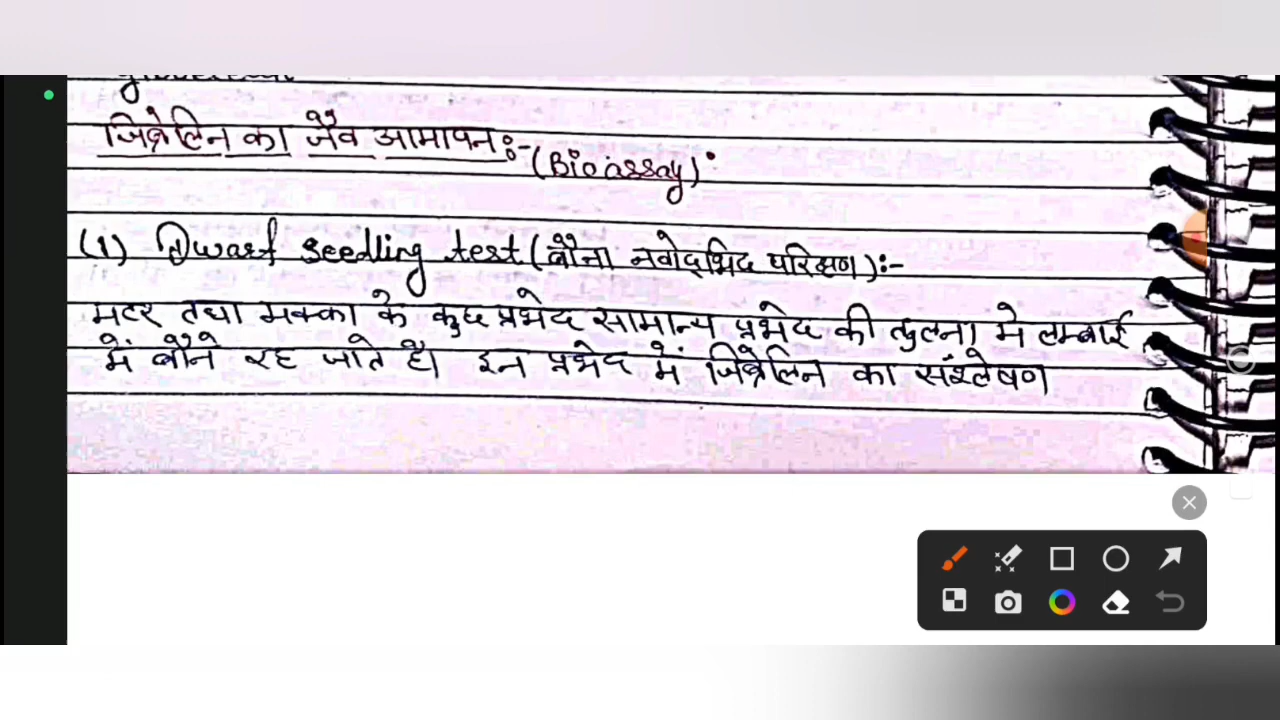 जिब्रेलिन का जैव आमापन:-(Bioassay)
(1) Dwarf seedling test (बौना नवोद्भिद परिक्षण):-
मटर तथा मक्का के कुछ प्रभेद सामान्य प्रभेद की तुलना मे लम्बाई
में बौने रह जाते है। इन प्रभेद में जिब्रेलिन का संश्लेषण